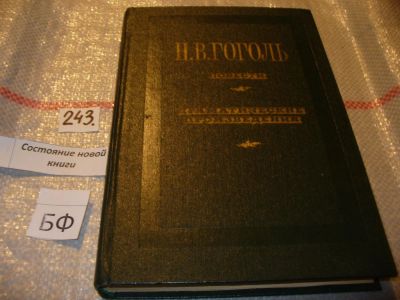 Н.В.ГОГОЛЬ
ПОВЕСТИ
ДРАМАТИЧЕСКИЕ
ПРОИЗВЕДЕНИЯ
243.
Состояние новой
книги
БФ